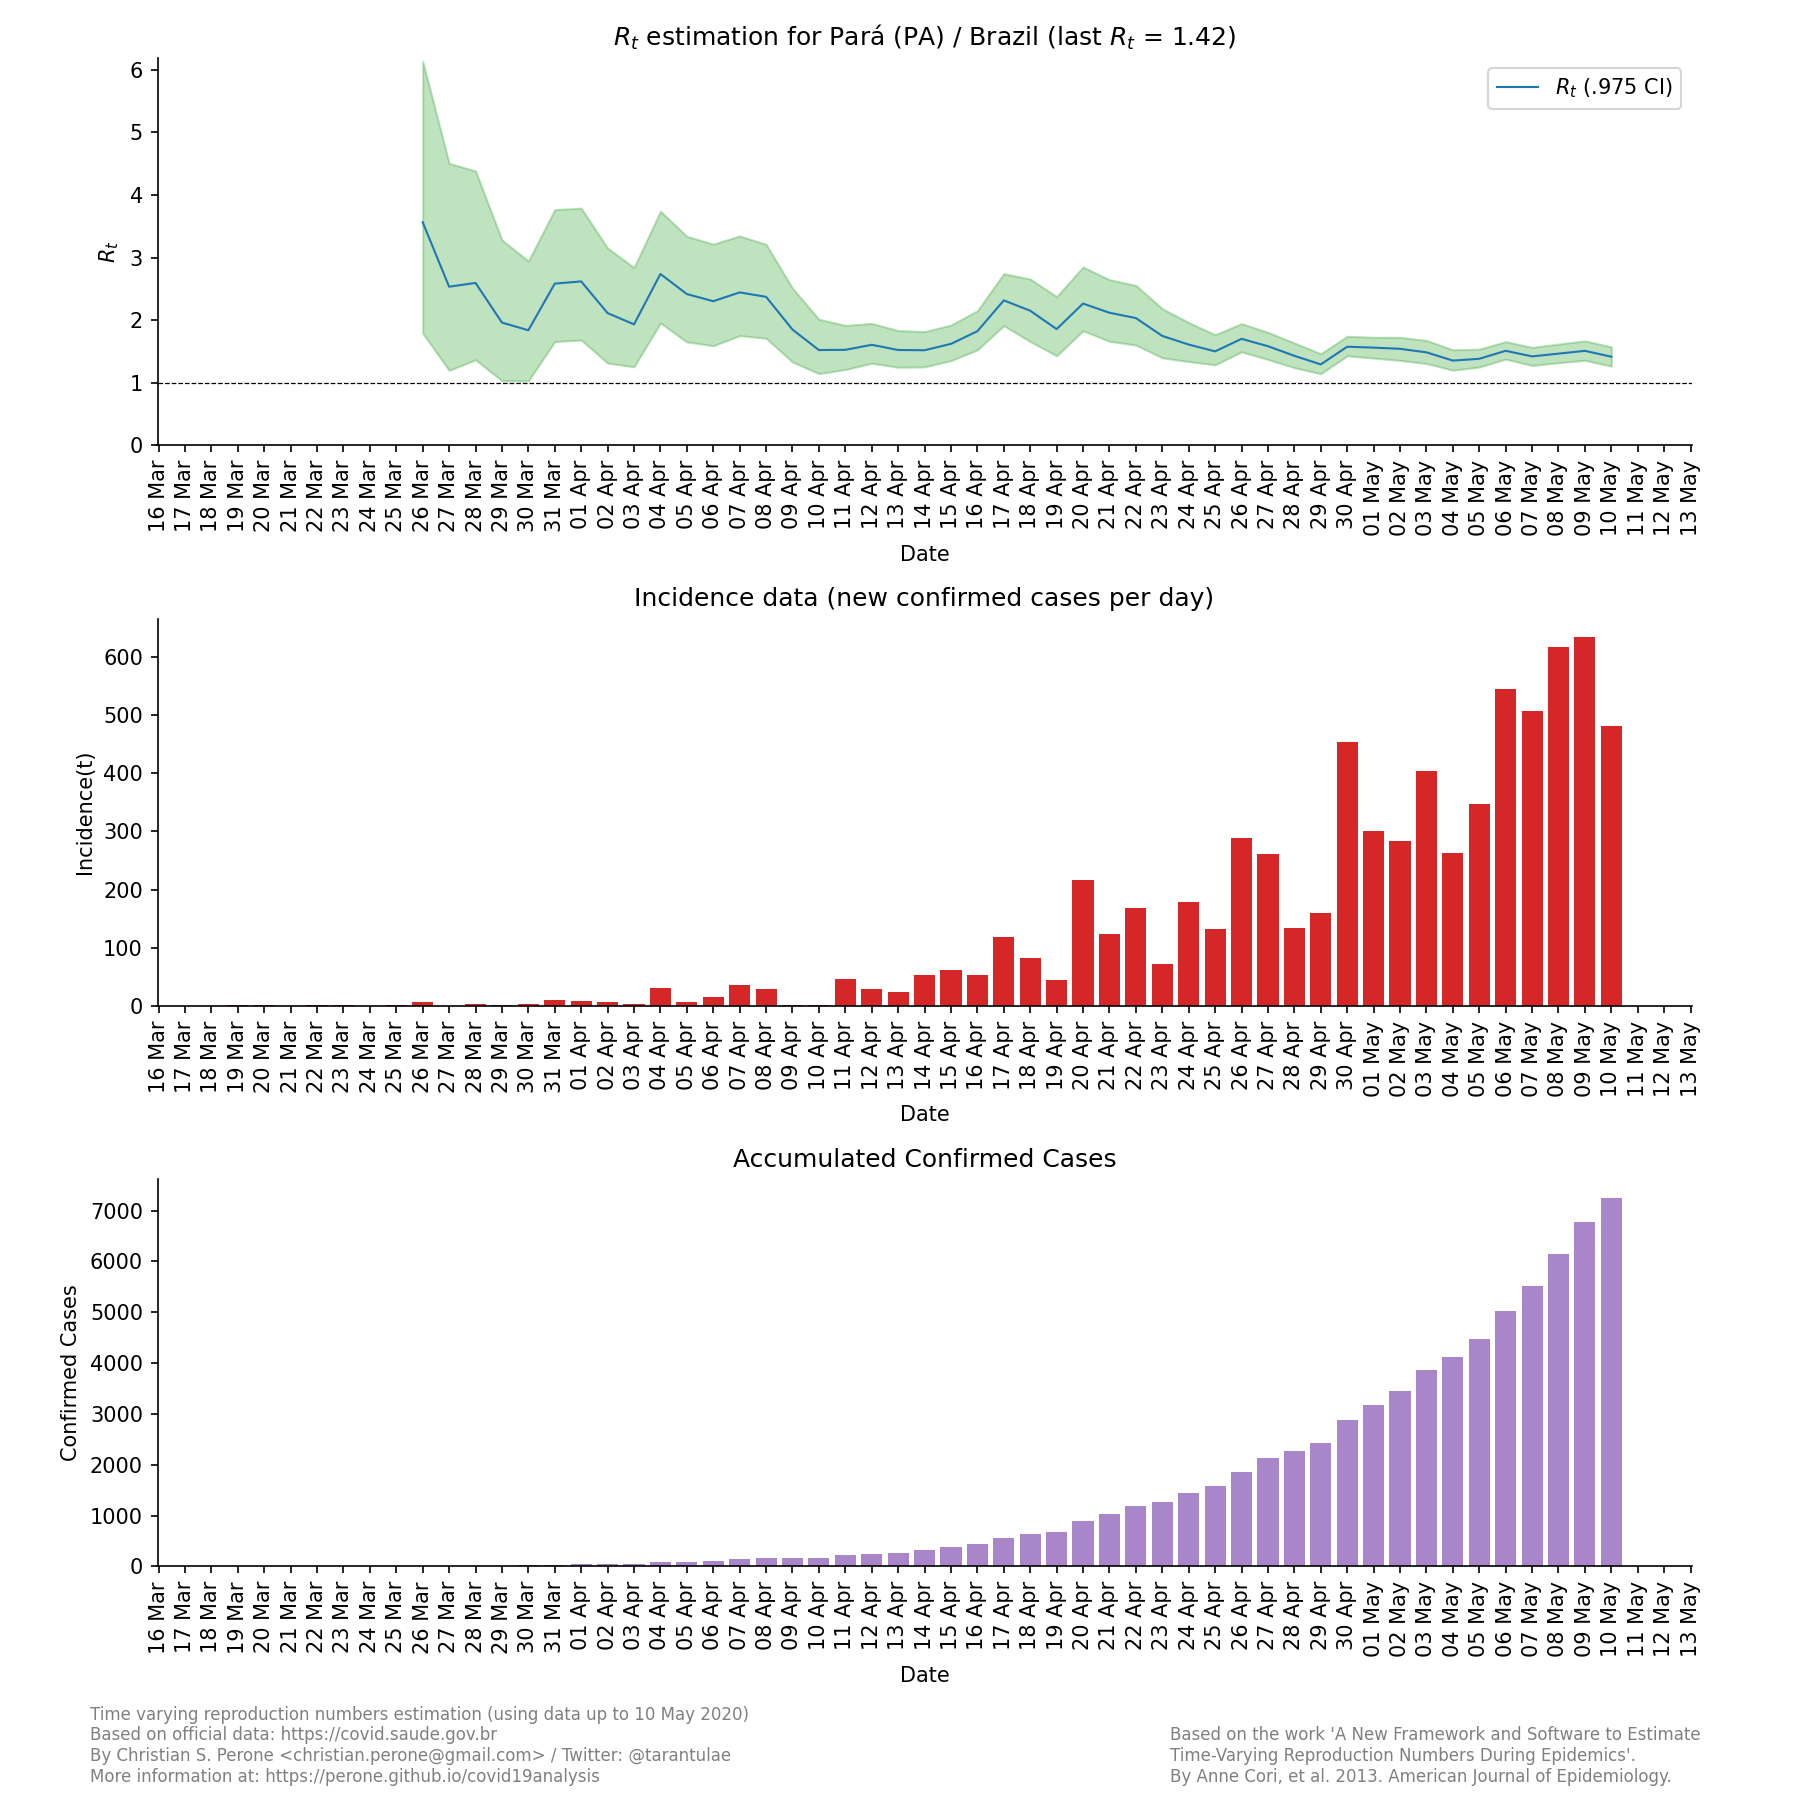 R_t estimation for Pará (PA) / Brazil (last R_t = 1.42)
R_t (.975 CI)
R_t
6
5
4
3
2
1
0
16 Mar 17 Mar 18 Mar 19 Mar 20 Mar 21 Mar 22 Mar 23 Mar 24 Mar 25 Mar 26 Mar 27 Mar 28 Mar 29 Mar 30 Mar 31 Mar 01 Apr 02 Apr 03 Apr 04 Apr 05 Apr 06 Apr 07 Apr 08 Apr 09 Apr 10 Apr 11 Apr 12 Apr 13 Apr 14 Apr 15 Apr 16 Apr 17 Apr 18 Apr 19 Apr 20 Apr 21 Apr 22 Apr 23 Apr 24 Apr 25 Apr 26 Apr 27 Apr 28 Apr 29 Apr 30 Apr 01 May 02 May 03 May 04 May 05 May 06 May 07 May 08 May 09 May 10 May 11 May 12 May 13 May
Date
Incidence data (new confirmed cases per day)
Incidence(t)
600
500
400
300
200
100
0
16 Mar 17 Mar 18 Mar 19 Mar 20 Mar 21 Mar 22 Mar 23 Mar 24 Mar 25 Mar 26 Mar 27 Mar 28 Mar 29 Mar 30 Mar 31 Mar 01 Apr 02 Apr 03 Apr 04 Apr 05 Apr 06 Apr 07 Apr 08 Apr 09 Apr 10 Apr 11 Apr 12 Apr 13 Apr 14 Apr 15 Apr 16 Apr 17 Apr 18 Apr 19 Apr 20 Apr 21 Apr 22 Apr 23 Apr 24 Apr 25 Apr 26 Apr 27 Apr 28 Apr 29 Apr 30 Apr 01 May 02 May 03 May 04 May 05 May 06 May 07 May 08 May 09 May 10 May 11 May 12 May 13 May
Date
Accumulated Confirmed Cases
Confirmed Cases
7000
6000
5000
4000
3000
2000
1000
0
16 Mar 17 Mar 18 Mar 19 Mar 20 Mar 21 Mar 22 Mar 23 Mar 24 Mar 25 Mar 26 Mar 27 Mar 28 Mar 29 Mar 30 Mar 31 Mar 01 Apr 02 Apr 03 Apr 04 Apr 05 Apr 06 Apr 07 Apr 08 Apr 09 Apr 10 Apr 11 Apr 12 Apr 13 Apr 14 Apr 15 Apr 16 Apr 17 Apr 18 Apr 19 Apr 20 Apr 21 Apr 22 Apr 23 Apr 24 Apr 25 Apr 26 Apr 27 Apr 28 Apr 29 Apr 30 Apr 01 May 02 May 03 May 04 May 05 May 06 May 07 May 08 May 09 May 10 May 11 May 12 May 13 May
Date
Time varying reproduction numbers estimation (using data up to 10 May 2020)
Based on official data: https://covid.saude.gov.br
By Christian S. Perone <christian.perone@gmail.com> / Twitter: @tarantulae
More information at: https://perone.github.io/covid19analysis
Based on the work 'A New Framework and Software to Estimate
Time-Varying Reproduction Numbers During Epidemics'.
By Anne Cori, et al. 2013. American Journal of Epidemiology.